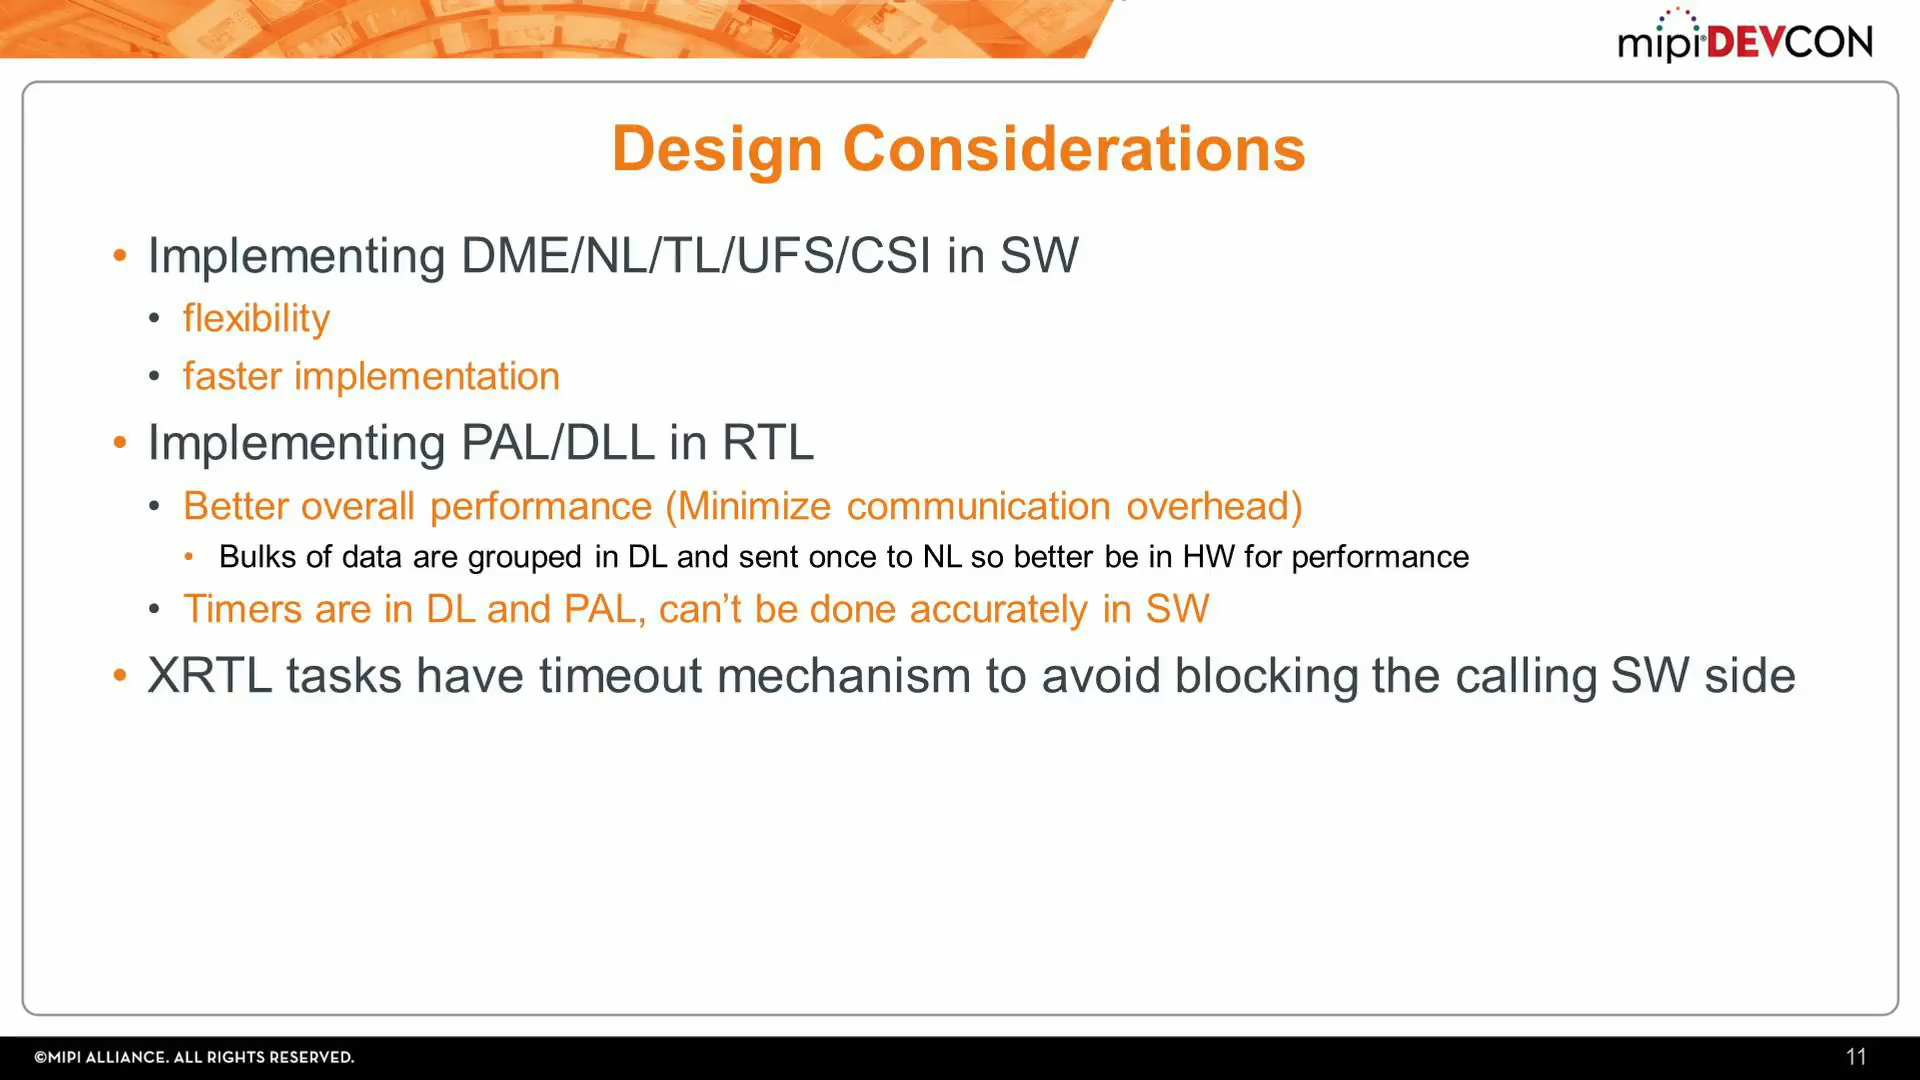 mipi DEVCON
Design Considerations
• Implementing DME/NL/TL/UFS/CSI in SW
• flexibility
• faster implementation
• Implementing PAL/DLL in RTL
• Better overall performance (Minimize communication overhead)
• Bulks of data are grouped in DL and sent once to NL so better be in HW for performance
• Timers are in DL and PAL, can’t be done accurately in SW
• XRTL tasks have timeout mechanism to avoid blocking the calling SW side
©MIPI ALLIANCE. ALL RIGHTS RESERVED.
11